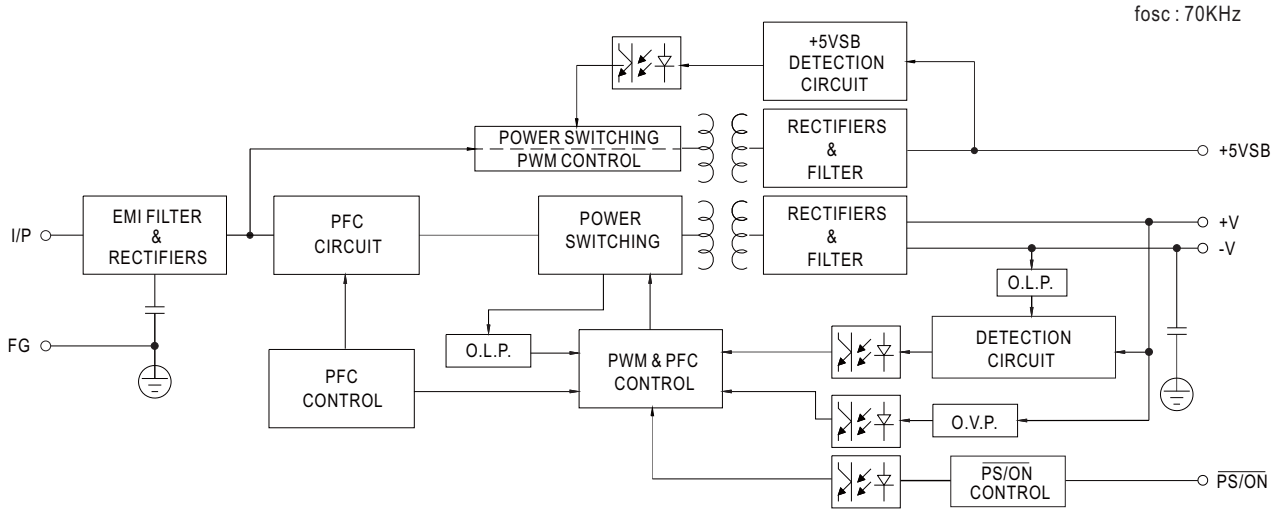 fosc : 70KHz
+5VSB
DETECTION
CIRCUIT
POWER SWITCHING
PWM CONTROL
RECTIFIERS
&
FILTER
+5VSB
I/P
EMI FILTER
&
RECTIFIERS
PFC
CIRCUIT
POWER
SWITCHING
RECTIFIERS
&
FILTER
+V
-V
O.L.P.
FG
O.L.P.
PFC
CONTROL
PWM & PFC
CONTROL
DETECTION
CIRCUIT
O.V.P.
PS/ON
CONTROL
PS/ON